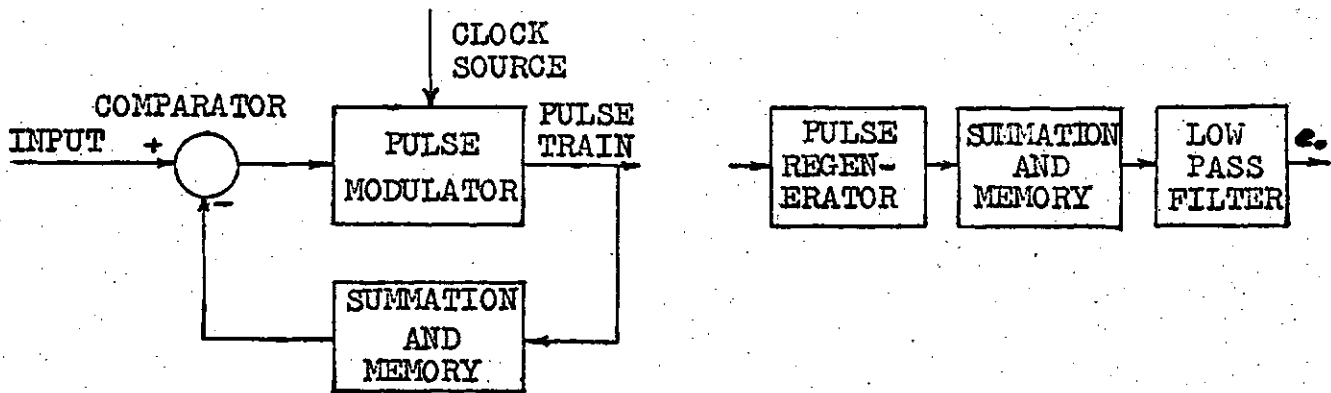 CLOCK
SOURCE
COMPARATOR
INPUT
+
-
PULSE
MODULATOR
PULSE
TRAIN
SUMMATION
AND
MEMORY
PULSE
REGEN-
ERATOR
SUMMATION
AND
MEMORY
LOW
PASS
FILTER
e.